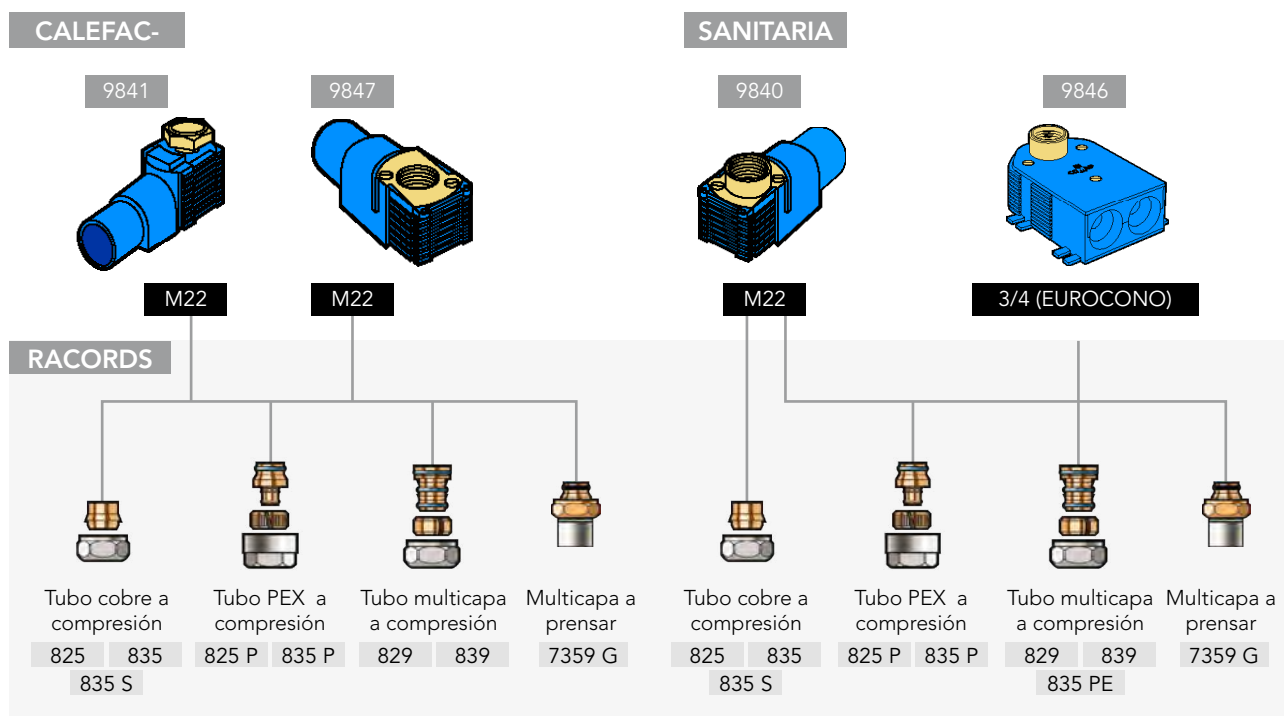 CALEFAC-
SANITARIA
9841
9847
9840
9846
M22
M22
M22
3/4 (EUROCONO)
RACORDS
Tubo cobre a
compresión
825 835
835 S
Tubo PEX a
compresión
825 P 835 P
Tubo multicapa
a compresión
829 839
Multicapa a
prensar
7359 G
Tubo cobre a
compresión
825 835
835 S
Tubo PEX a
compresión
825 P 835 P
Tubo multicapa
a compresión
829 839
835 PE
Multicapa a
prensar
7359 G